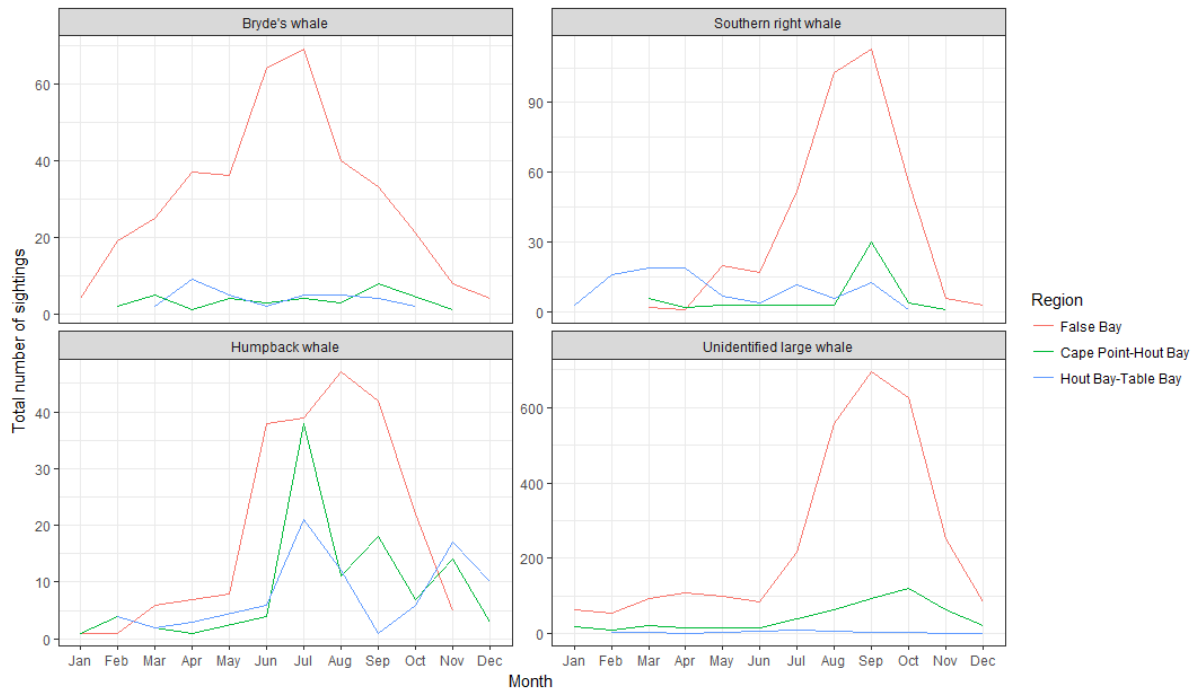 Bryde's whale
Southern right whale
60
40
20
0
90
60
30
0
Humpback whale
Unidentified large whale
40
30
20
10
0
600
400
200
0
Jan Feb Mar Apr May Jun Jul Aug Sep Oct Nov Dec
Jan Feb Mar Apr May Jun Jul Aug Sep Oct Nov Dec
Month
Total number of sightings
Region
False Bay
Cape Point-Hout Bay
Hout Bay-Table Bay